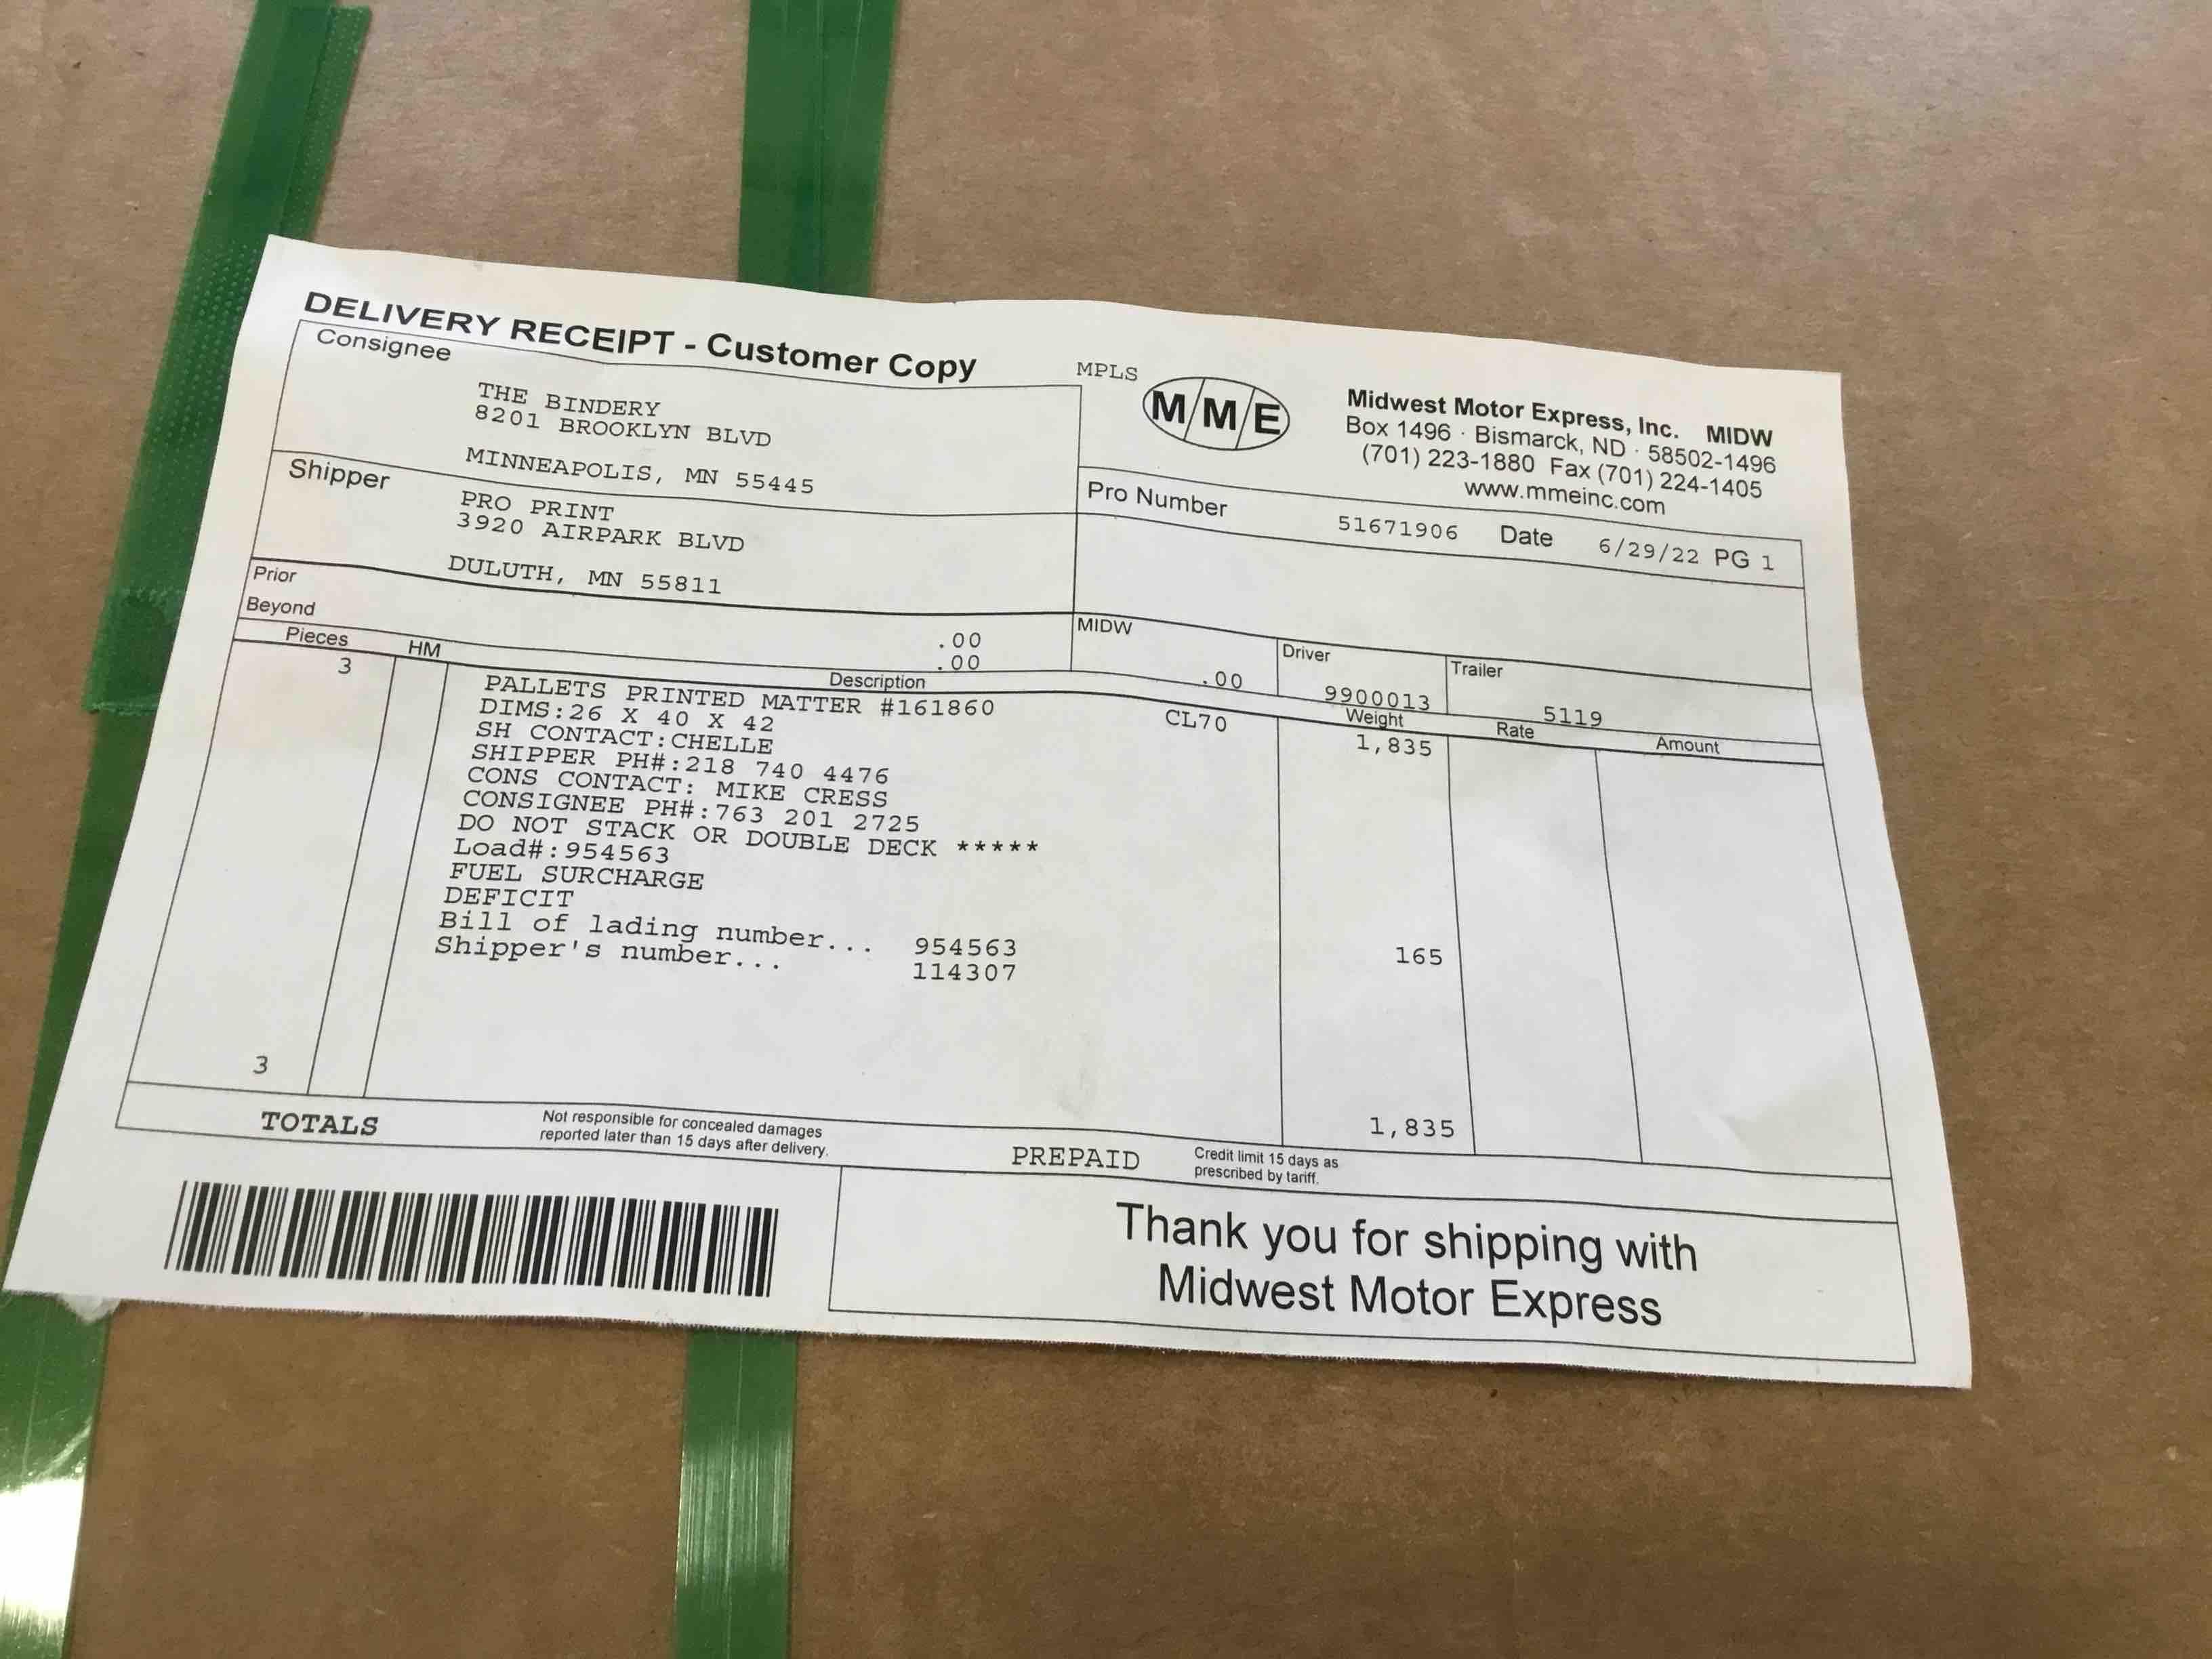 DELIVERY RECEIPT - Customer Copy
Consignee
THE BINDERY
8201 BROOKLYN BLVD
MINNEAPOLIS, MN 55445
Shipper
PRO PRINT
3920 AIRPARK BLVD
DULUTH, MN 55811
MPLS
MME
Midwest Motor Express, Inc. MIDW
Box 1496 · Bismarck, ND · 58502-1496
(701) 223-1880 Fax (701) 224-1405
www.mmeinc.com
Pro Number 51671906 Date 6/29/22 PG 1
Prior .00
Beyond .00
MIDW .00
Driver 9900013
Trailer 5119
Pieces HM Description Weight Rate Amount
3 PALLETS PRINTED MATTER #161860 CL70 1,835
DIMS:26 X 40 X 42
SH CONTACT:CHELLE
SHIPPER PH#:218 740 4476
CONS CONTACT: MIKE CRESS
CONSIGNEE PH#:763 201 2725
DO NOT STACK OR DOUBLE DECK *****
Load#:954563
FUEL SURCHARGE
DEFICIT 165
Bill of lading number... 954563
Shipper's number... 114307
3 1,835
TOTALS
Not responsible for concealed damages
reported later than 15 days after delivery.
PREPAID
Credit limit 15 days as
prescribed by tariff.
Thank you for shipping with
Midwest Motor Express